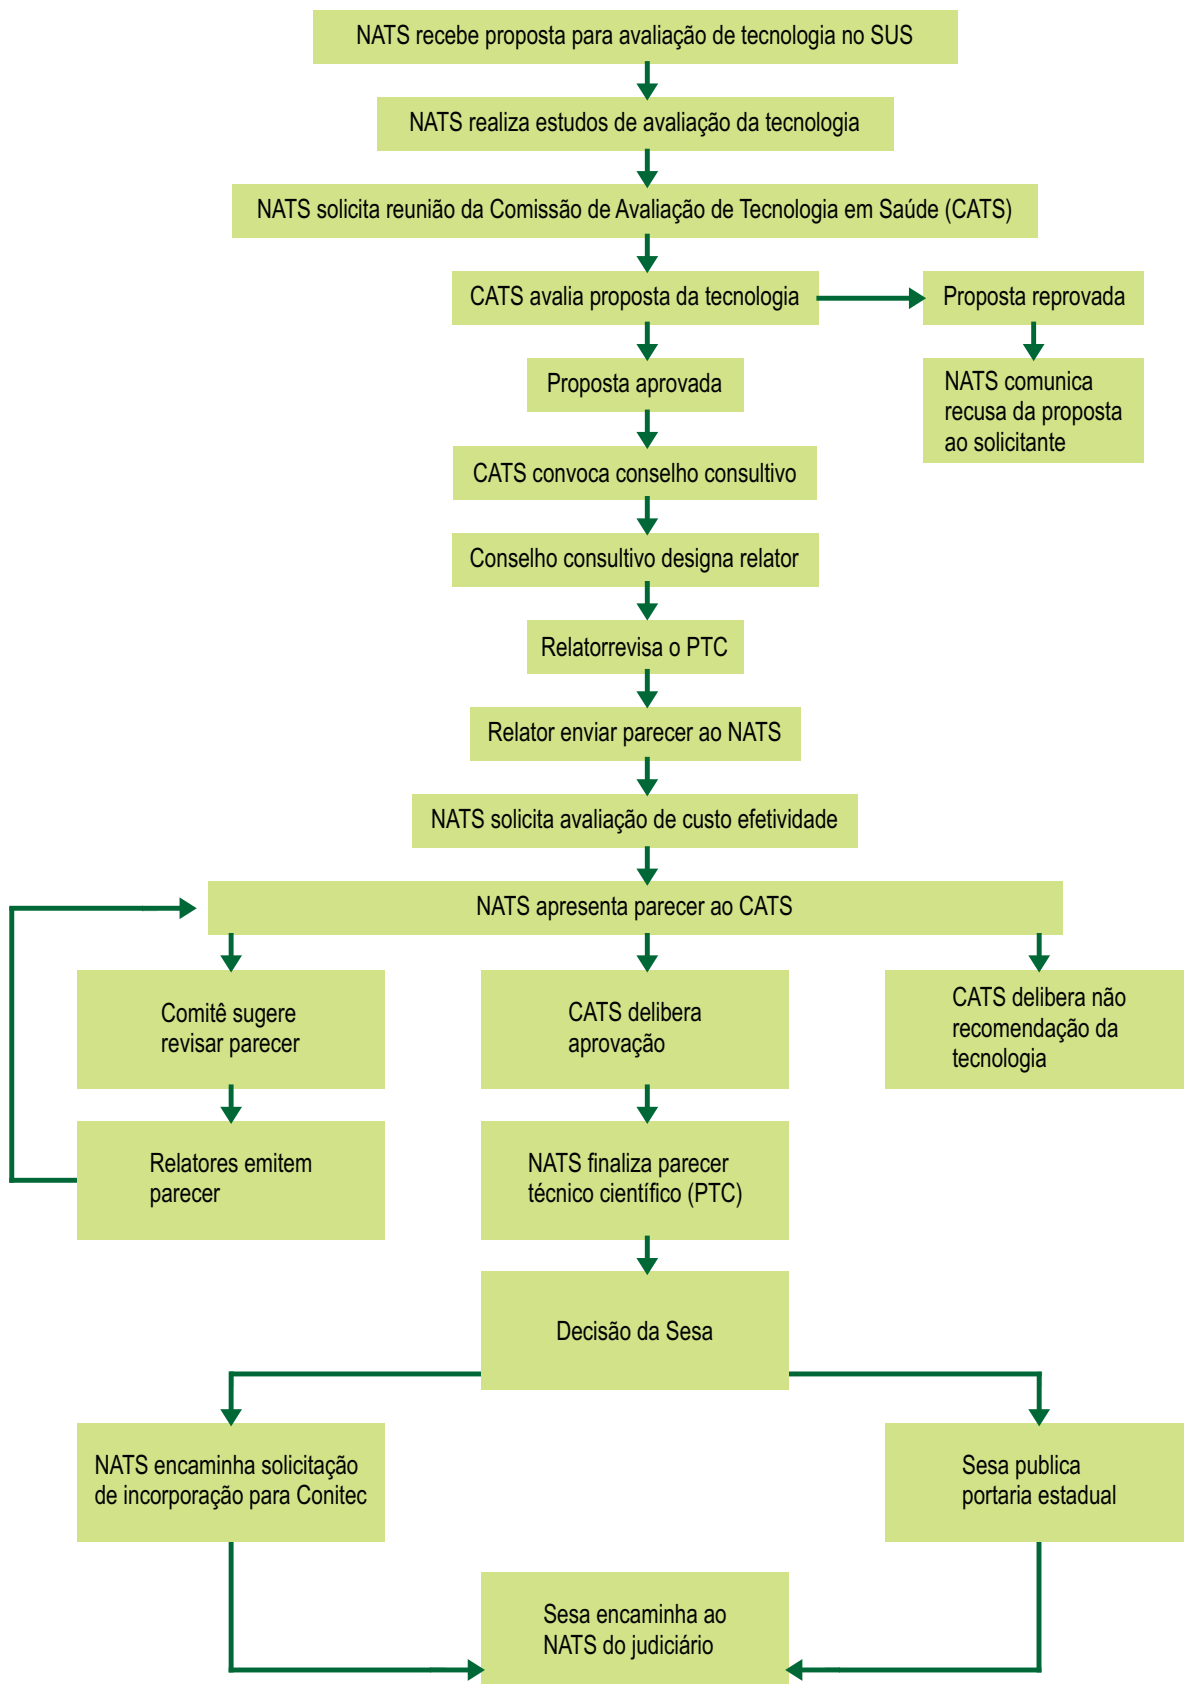 NATS recebe proposta para avaliação de tecnologia no SUS
NATS realiza estudos de avaliação da tecnologia
NATS solicita reunião da Comissão de Avaliação de Tecnologia em Saúde (CATS)
CATS avalia proposta da tecnologia
Proposta reprovada
Proposta aprovada
NATS comunica
recusa da proposta
ao solicitante
CATS convoca conselho consultivo
Conselho consultivo designa relator
Relatorrevisa o PTC
Relator enviar parecer ao NATS
NATS solicita avaliação de custo efetividade
NATS apresenta parecer ao CATS
Comitê sugere
revisar parecer
CATS delibera
aprovação
CATS delibera não
recomendação da
tecnologia
Relatores emitem
parecer
NATS finaliza parecer
técnico científico (PTC)
Decisão da Sesa
NATS encaminha solicitação
de incorporação para Conitec
Sesa publica
portaria estadual
Sesa encaminha ao
NATS do judiciário